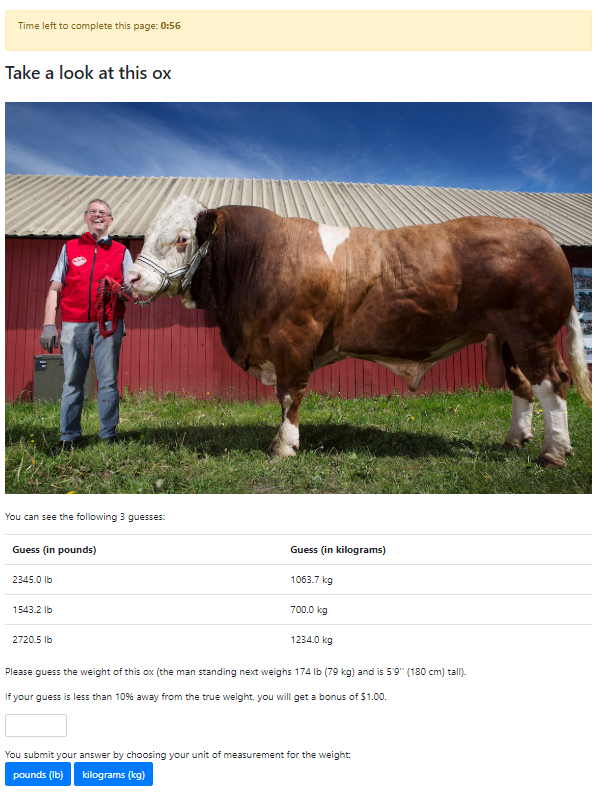 Time left to complete this page: 0:56
Take a look at this ox
You can see the following 3 guesses:
Guess (in pounds) Guess (in kilograms)
2345.0 lb 1063.7 kg
1543.2 lb 700.0 kg
2720.5 lb 1234.0 kg
Please guess the weight of this ox (the man standing next weighs 174 lb (79 kg) and is 5'9'' (180 cm) tall).
If your guess is less than 10% away from the true weight, you will get a bonus of $1.00.
You submit your answer by choosing your unit of measurement for the weight:
pounds (lb) kilograms (kg)